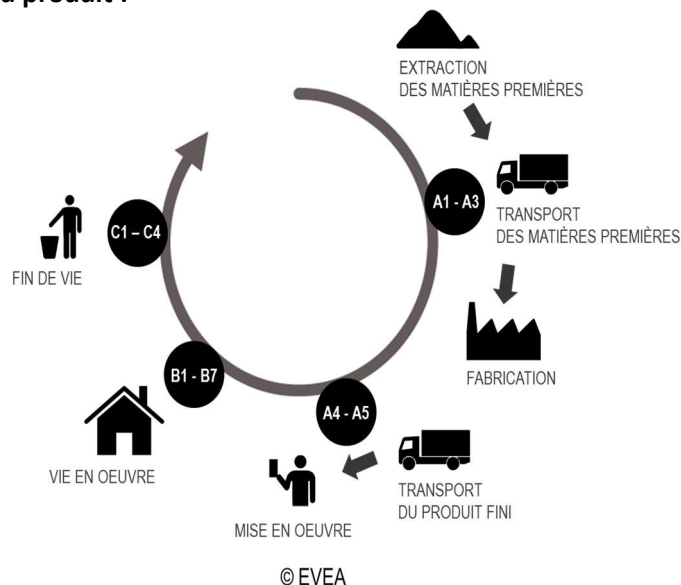 produit :
EXTRACTION
DES MATIÈRES PREMIÈRES
A1 - A3
TRANSPORT
DES MATIÈRES PREMIÈRES
FABRICATION
A4 - A5
TRANSPORT
DU PRODUIT FINI
MISE EN OEUVRE
B1 - B7
VIE EN OEUVRE
C1 – C4
FIN DE VIE
© EVEA